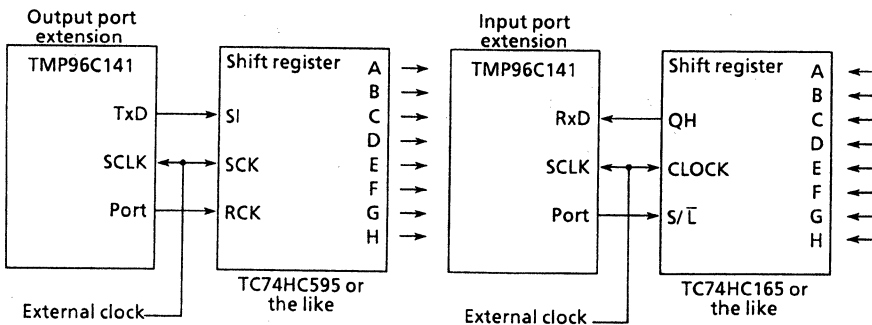 Output port
extension
TMP96C141
TxD
SCLK
Port
Shift register
SI
SCK
RCK
A
B
C
D
E
F
G
H
TC74HC595 or
the like
External clock
Input port
extension
TMP96C141
RxD
SCLK
Port
Shift register
QH
CLOCK
S/L̅
A
B
C
D
E
F
G
H
TC74HC165 or
the like
External clock